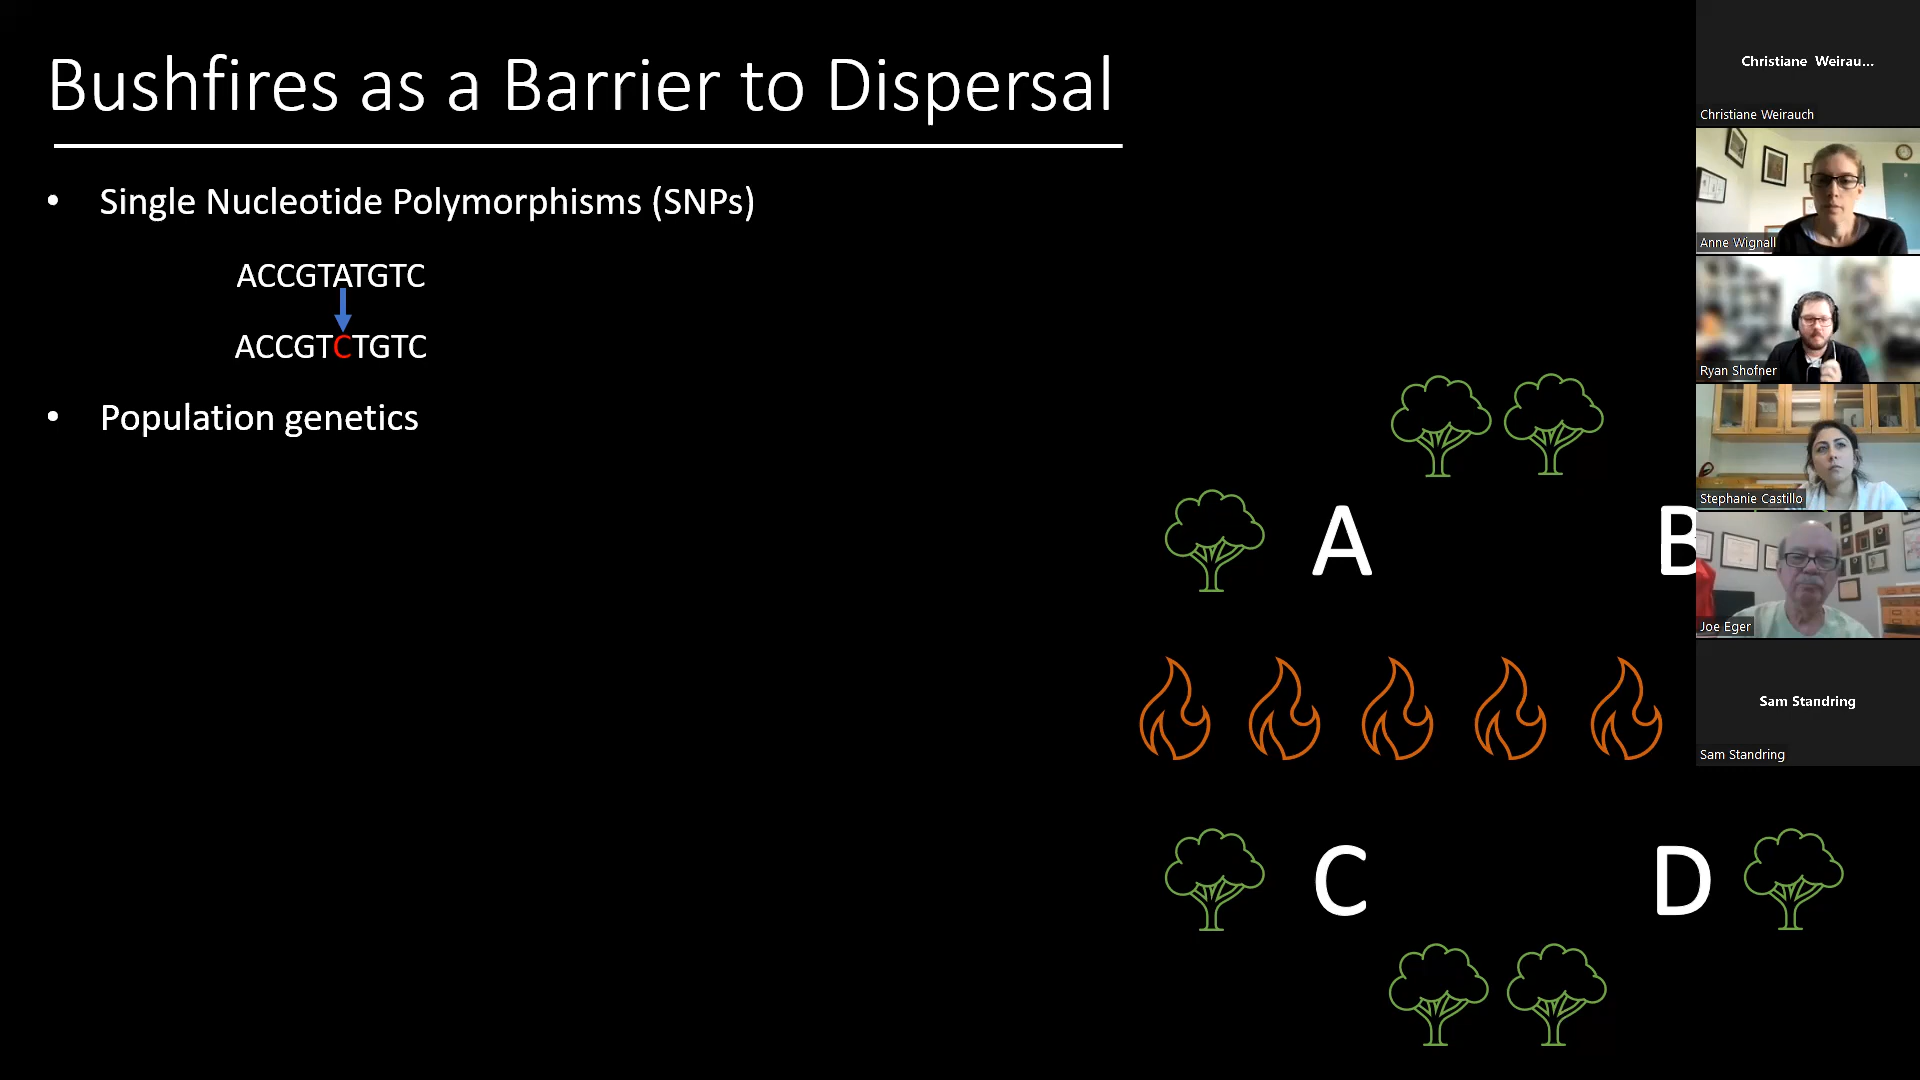 Bushfires as a Barrier to Dispersal
• Single Nucleotide Polymorphisms (SNPs)
ACCGTATGTC
ACCGTCTGTC
• Population genetics
A
B
C
D
Christiane Weirau...
Christiane Weirauch
Anne Wignall
Ryan Shofner
Stephanie Castillo
Joe Eger
Sam Standring
Sam Standring